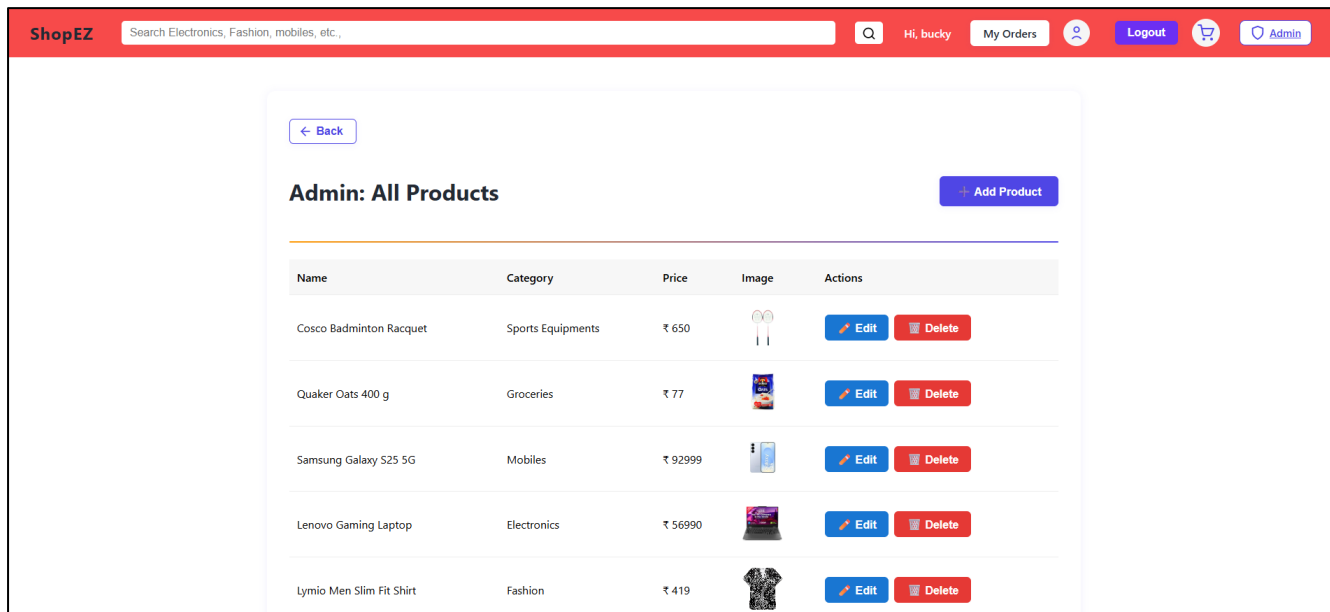 ShopEZ Search Electronics, Fashion, mobiles, etc., Hi, bucky My Orders Logout Admin
Back
Admin: All Products Add Product
Name Category Price Image Actions
Cosco Badminton Racquet Sports Equipments ₹ 650 Edit Delete
Quaker Oats 400 g Groceries ₹ 77 Edit Delete
Samsung Galaxy S25 5G Mobiles ₹ 92999 Edit Delete
Lenovo Gaming Laptop Electronics ₹ 56990 Edit Delete
Lymio Men Slim Fit Shirt Fashion ₹ 419 Edit Delete